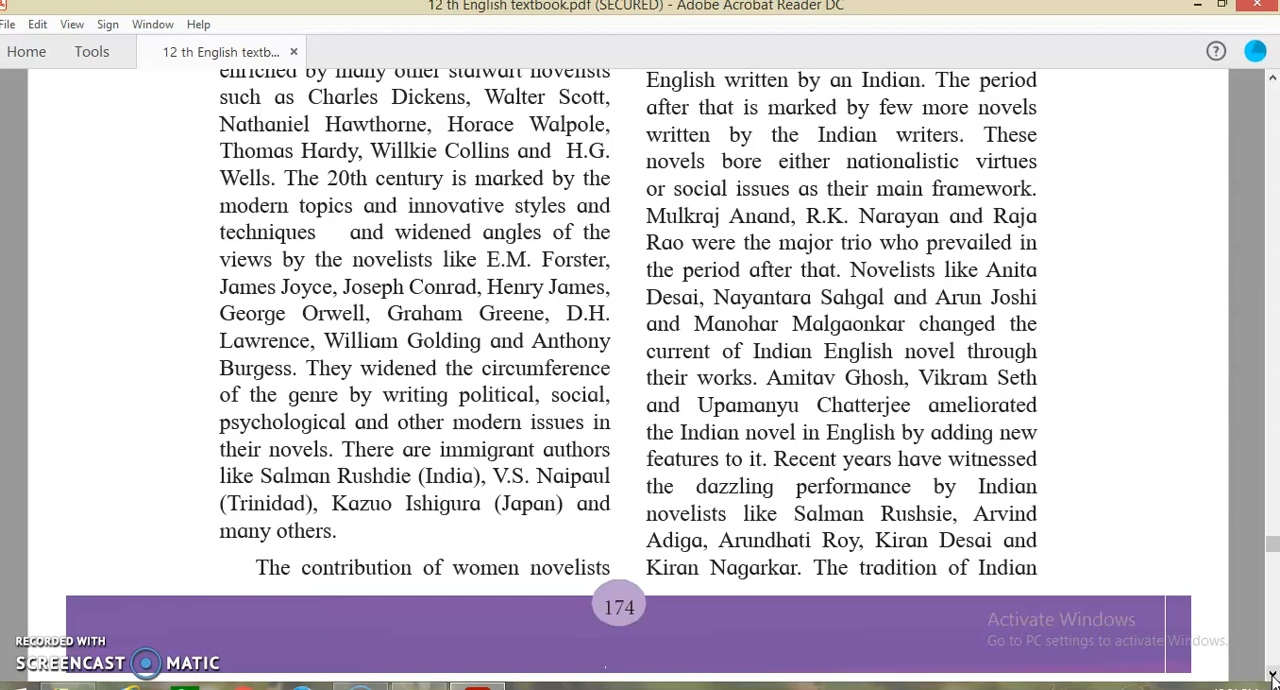 12 th English textbook.pdf (SECURED) - Adobe Acrobat Reader DC
File Edit View Sign Window Help
Home Tools 12 th English textb... ×
enriched by many other stalwart novelists
such as Charles Dickens, Walter Scott,
Nathaniel Hawthorne, Horace Walpole,
Thomas Hardy, Willkie Collins and H.G.
Wells. The 20th century is marked by the
modern topics and innovative styles and
techniques and widened angles of the
views by the novelists like E.M. Forster,
James Joyce, Joseph Conrad, Henry James,
George Orwell, Graham Greene, D.H.
Lawrence, William Golding and Anthony
Burgess. They widened the circumference
of the genre by writing political, social,
psychological and other modern issues in
their novels. There are immigrant authors
like Salman Rushdie (India), V.S. Naipaul
(Trinidad), Kazuo Ishigura (Japan) and
many others.
The contribution of women novelists
English written by an Indian. The period
after that is marked by few more novels
written by the Indian writers. These
novels bore either nationalistic virtues
or social issues as their main framework.
Mulkraj Anand, R.K. Narayan and Raja
Rao were the major trio who prevailed in
the period after that. Novelists like Anita
Desai, Nayantara Sahgal and Arun Joshi
and Manohar Malgaonkar changed the
current of Indian English novel through
their works. Amitav Ghosh, Vikram Seth
and Upamanyu Chatterjee ameliorated
the Indian novel in English by adding new
features to it. Recent years have witnessed
the dazzling performance by Indian
novelists like Salman Rushsie, Arvind
Adiga, Arundhati Roy, Kiran Desai and
Kiran Nagarkar. The tradition of Indian
174
Activate Windows
Go to PC settings to activate Windows.
RECORDED WITH
SCREENCAST MATIC